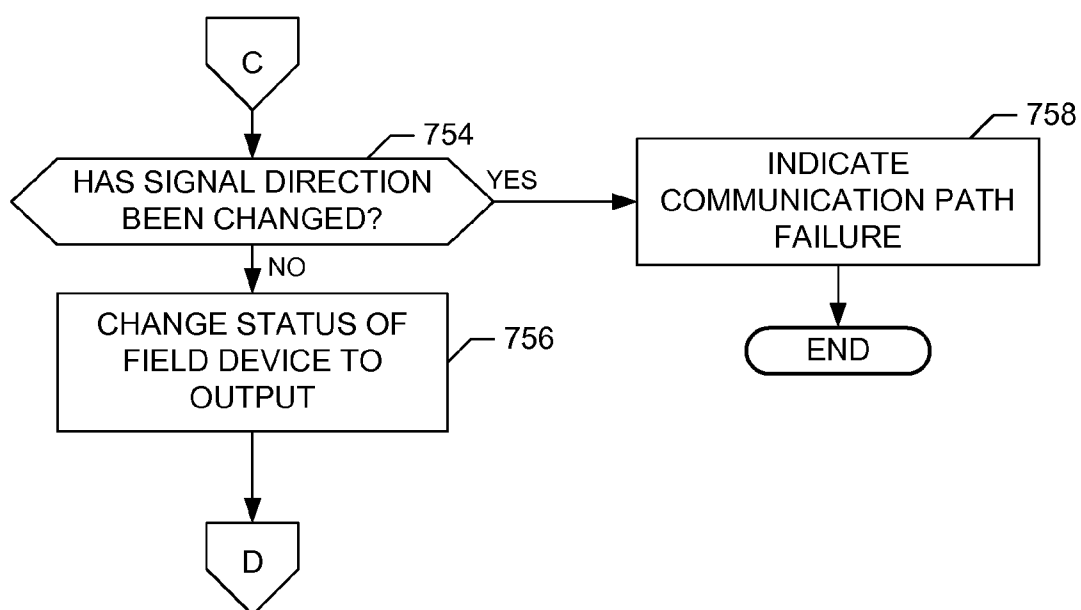 C
754
HAS SIGNAL DIRECTION
BEEN CHANGED?
YES
758
INDICATE
COMMUNICATION PATH
FAILURE
NO
CHANGE STATUS OF
FIELD DEVICE TO
OUTPUT
756
END
D